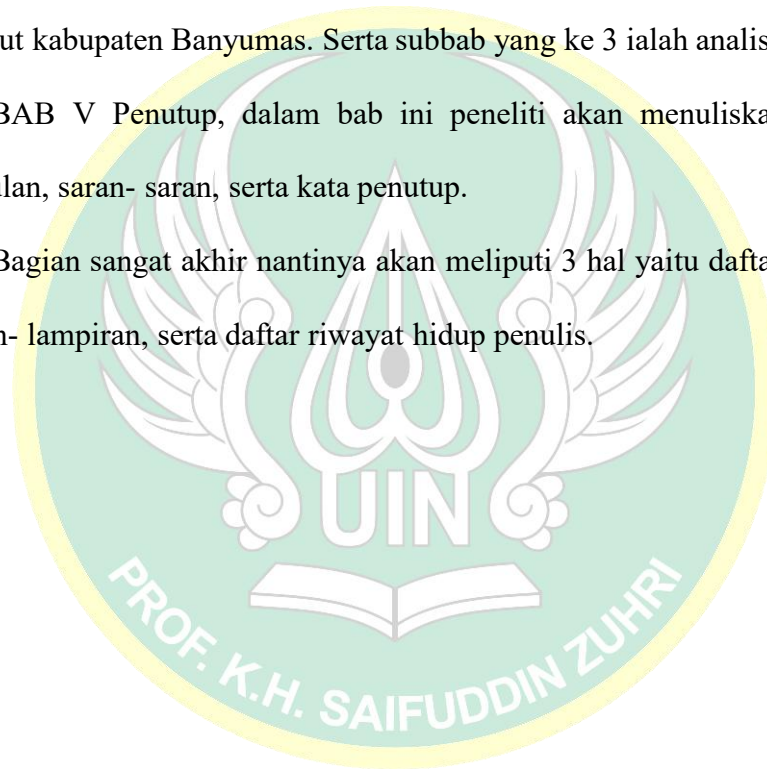 ut kabupaten Banyumas. Serta subbab yang ke 3 ialah analis
BAB V Penutup, dalam bab ini peneliti akan menuliska
lan, saran- saran, serta kata penutup.
Bagian sangat akhir nantinya akan meliputi 3 hal yaitu dafta
n- lampiran, serta daftar riwayat hidup penulis.
UIN
PROF. K.H. SAIFUDDIN ZUHRI